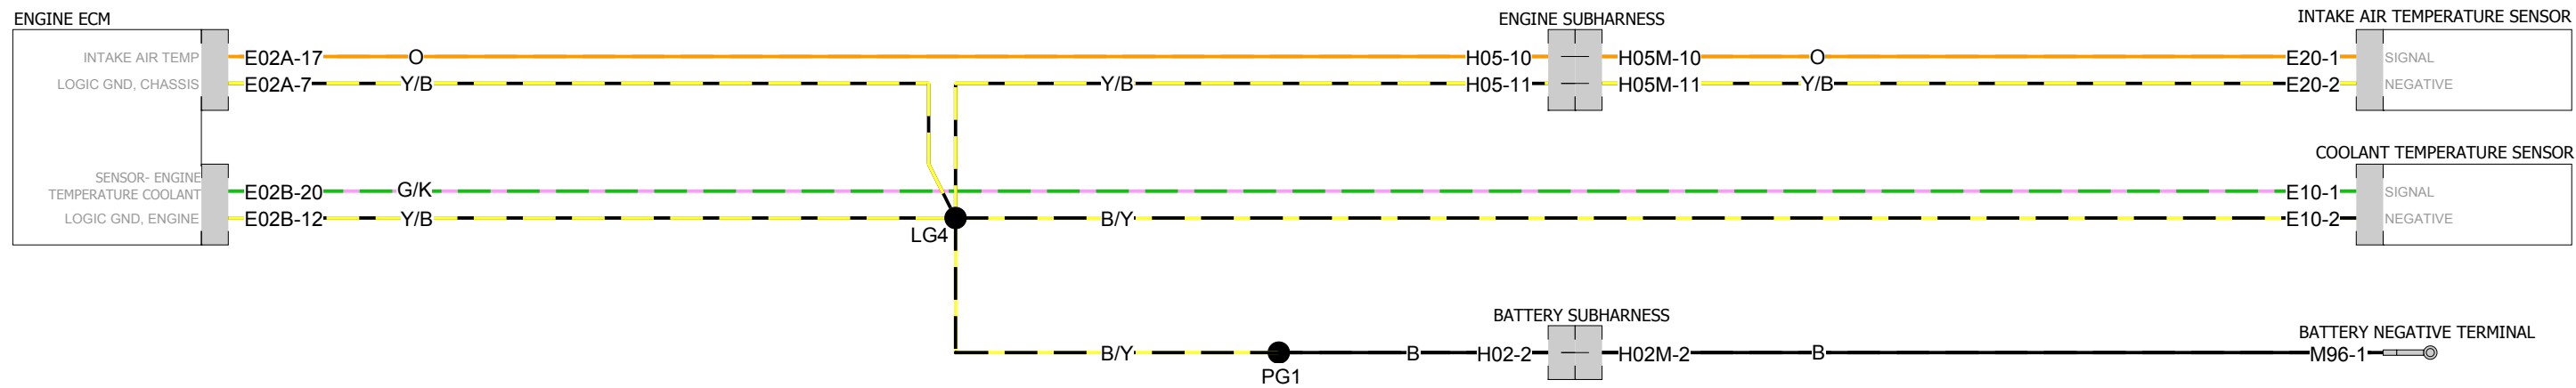 ENGINE ECM
ENGINE SUBHARNESS
INTAKE AIR TEMPERATURE SENSOR
INTAKE AIR TEMP E02A-17 O H05-10 H05M-10 O E20-1 SIGNAL
LOGIC GND, CHASSIS E02A-7 Y/B Y/B H05-11 H05M-11 Y/B E20-2 NEGATIVE
COOLANT TEMPERATURE SENSOR
SENSOR- ENGINE
TEMPERATURE COOLANT E02B-20 G/K E10-1 SIGNAL
LOGIC GND, ENGINE E02B-12 Y/B B/Y E10-2 NEGATIVE
LG4
BATTERY SUBHARNESS
BATTERY NEGATIVE TERMINAL
B/Y B H02-2 H02M-2 B M96-1
PG1